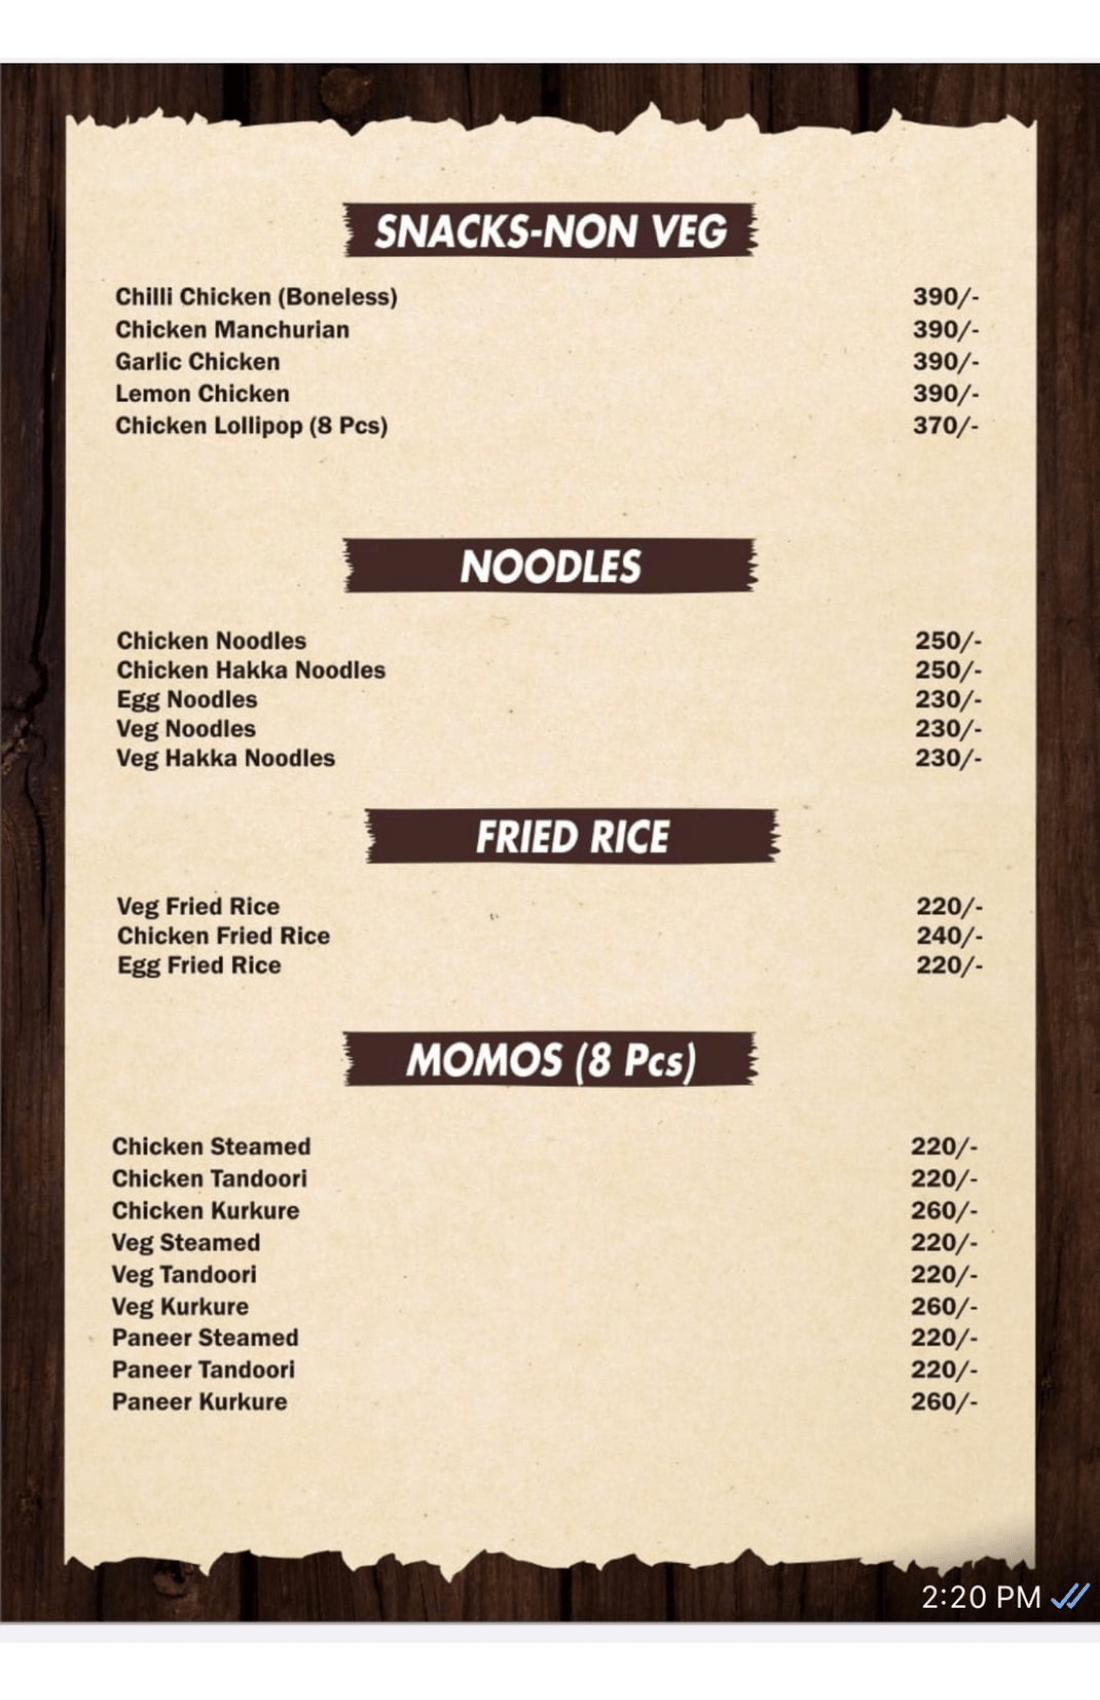 SNACKS-NON VEG
Chilli Chicken (Boneless) 390/-
Chicken Manchurian 390/-
Garlic Chicken 390/-
Lemon Chicken 390/-
Chicken Lollipop (8 Pcs) 370/-
NOODLES
Chicken Noodles 250/-
Chicken Hakka Noodles 250/-
Egg Noodles 230/-
Veg Noodles 230/-
Veg Hakka Noodles 230/-
FRIED RICE
Veg Fried Rice 220/-
Chicken Fried Rice 240/-
Egg Fried Rice 220/-
MOMOS (8 Pcs)
Chicken Steamed 220/-
Chicken Tandoori 220/-
Chicken Kurkure 260/-
Veg Steamed 220/-
Veg Tandoori 220/-
Veg Kurkure 260/-
Paneer Steamed 220/-
Paneer Tandoori 220/-
Paneer Kurkure 260/-
2:20 PM